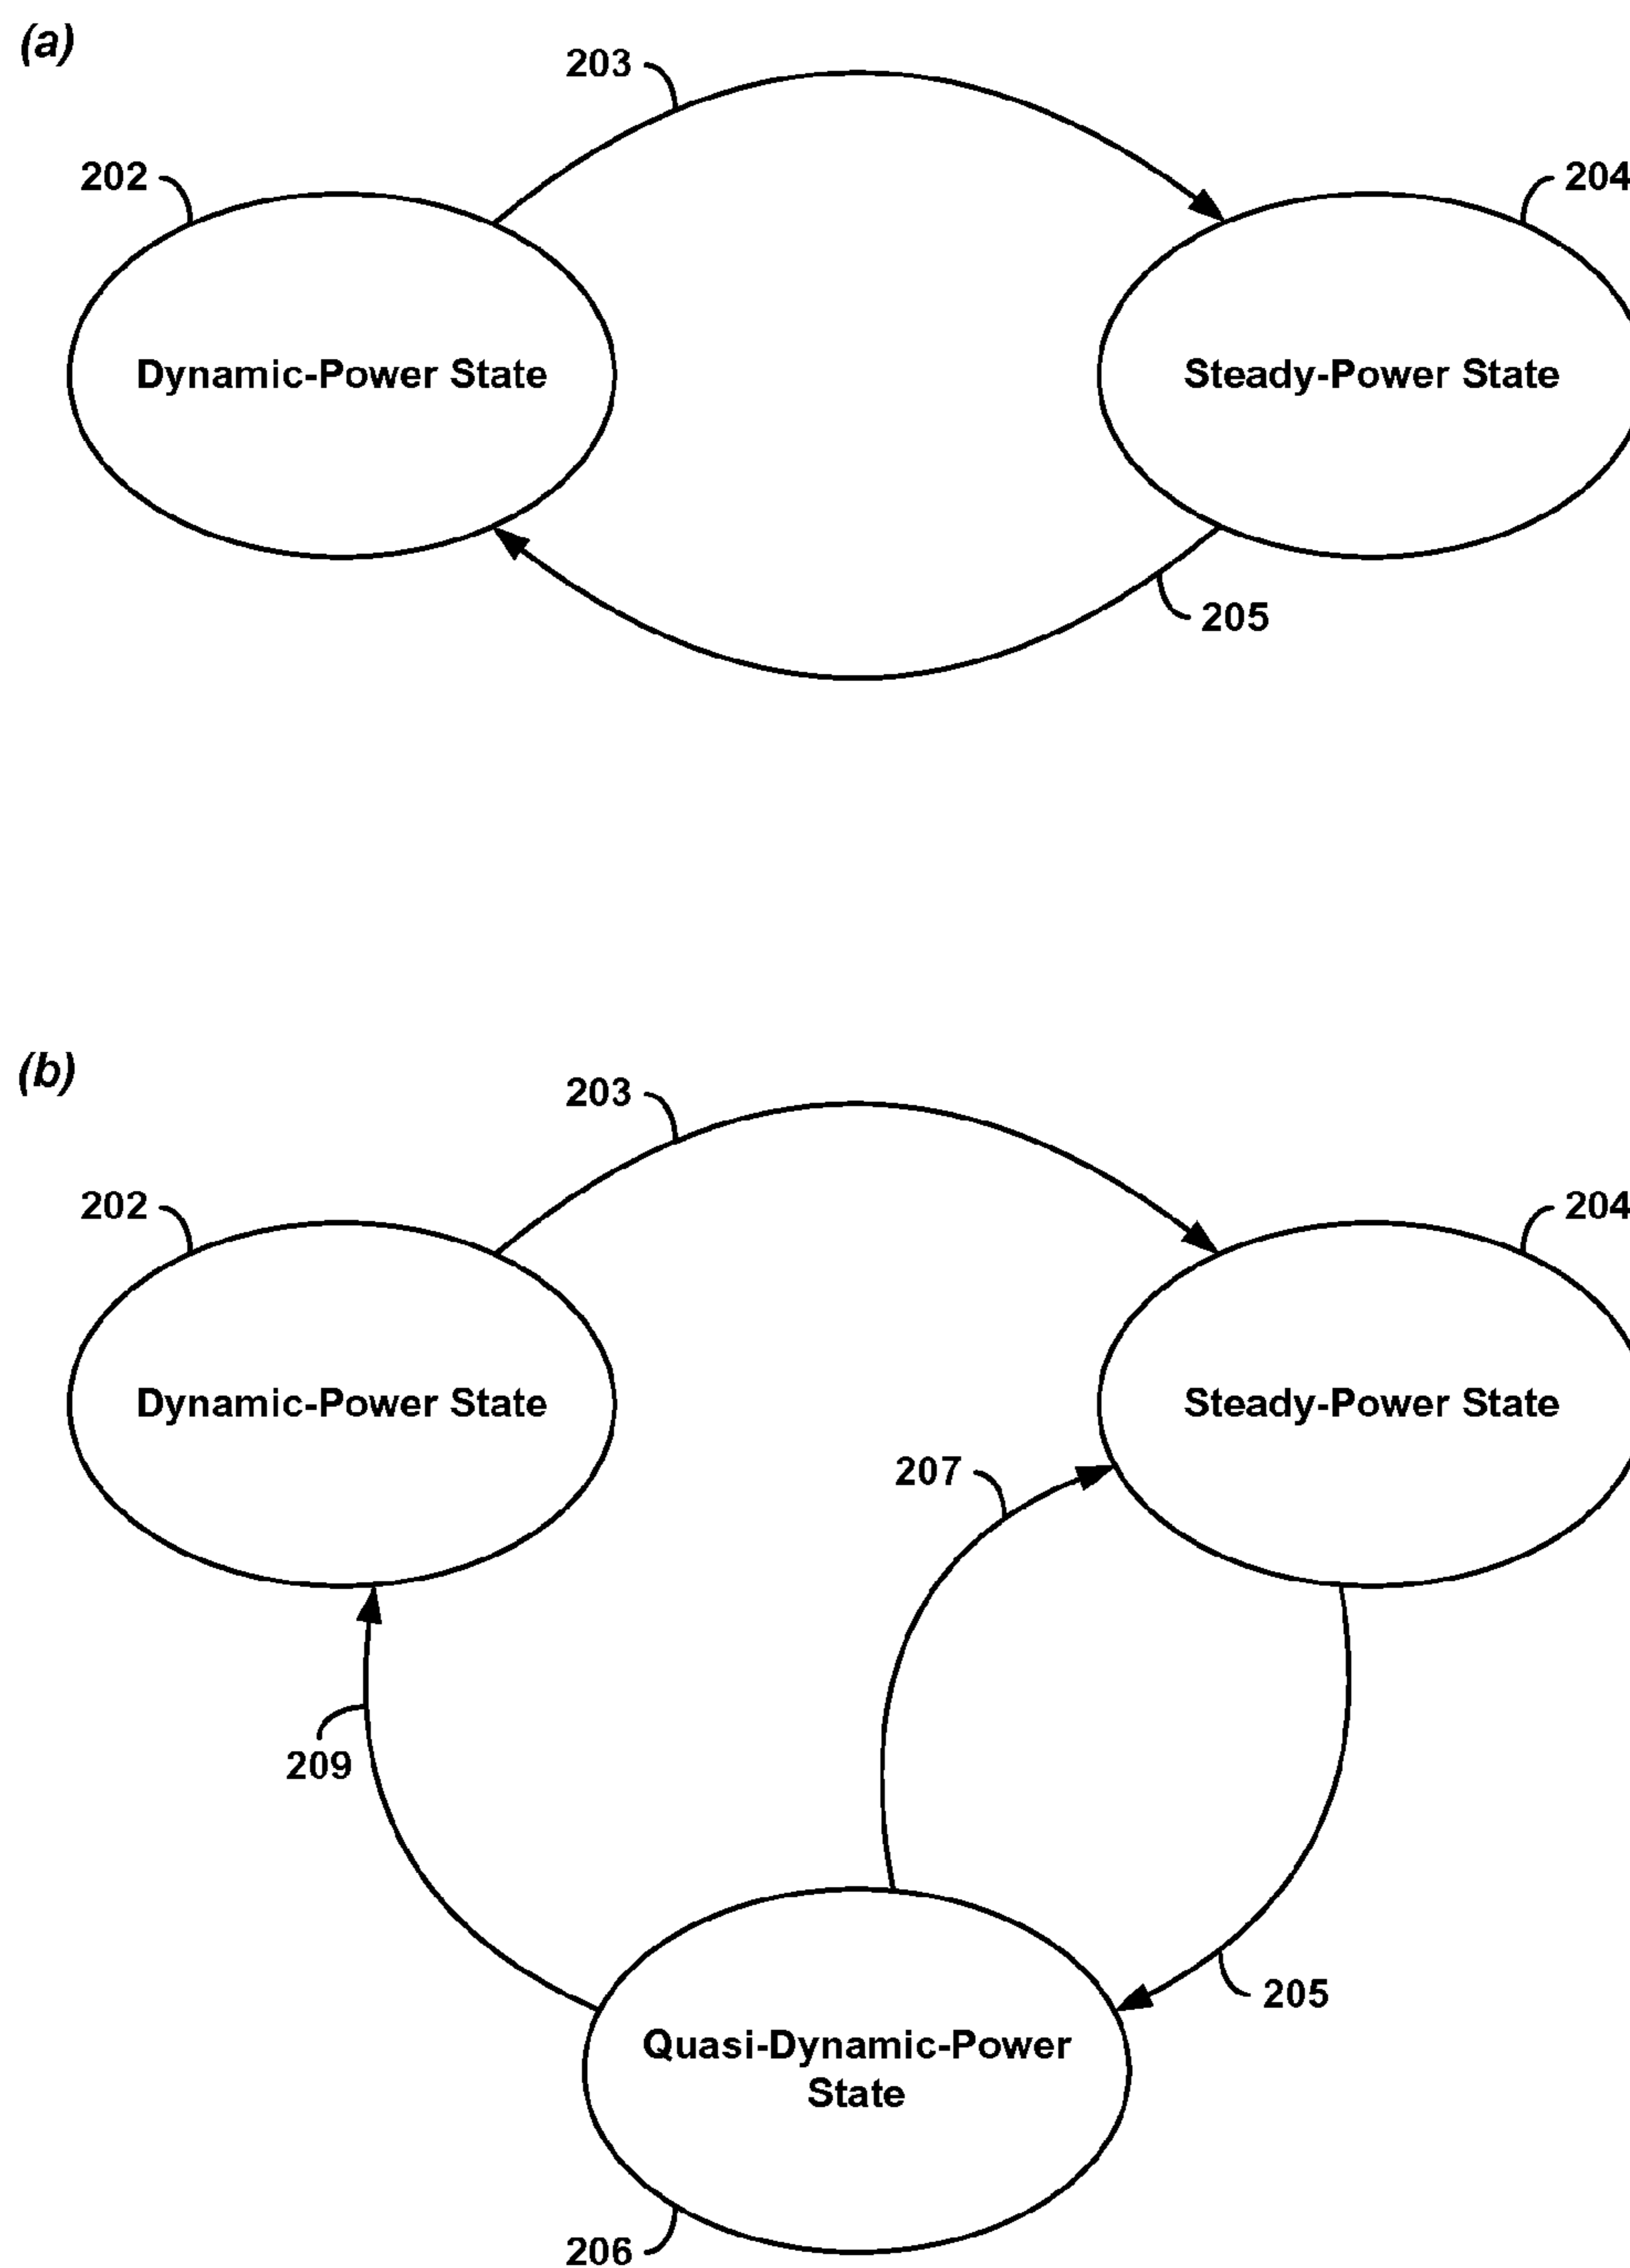 (a)
203
202
204
Dynamic-Power State
Steady-Power State
205
(b)
203
202
204
Dynamic-Power State
Steady-Power State
207
209
205
Quasi-Dynamic-Power
State
206